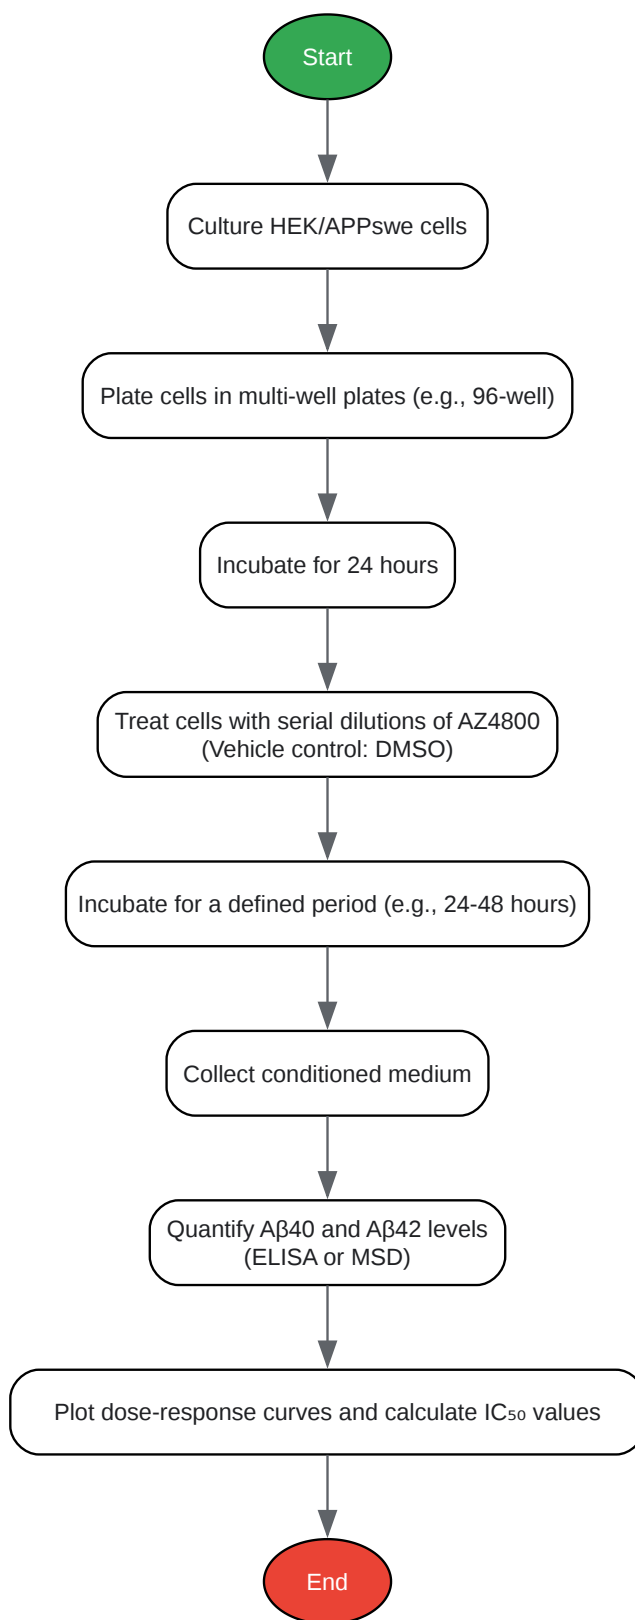 Start
Culture HEK/APPswe cells
Plate cells in multi-well plates (e.g., 96-well)
Incubate for 24 hours
Treat cells with serial dilutions of AZ4800
(Vehicle control: DMSO)
Incubate for a defined period (e.g., 24-48 hours)
Collect conditioned medium
Quantify Aβ40 and Aβ42 levels
(ELISA or MSD)
Plot dose-response curves and calculate IC₅₀ values
End